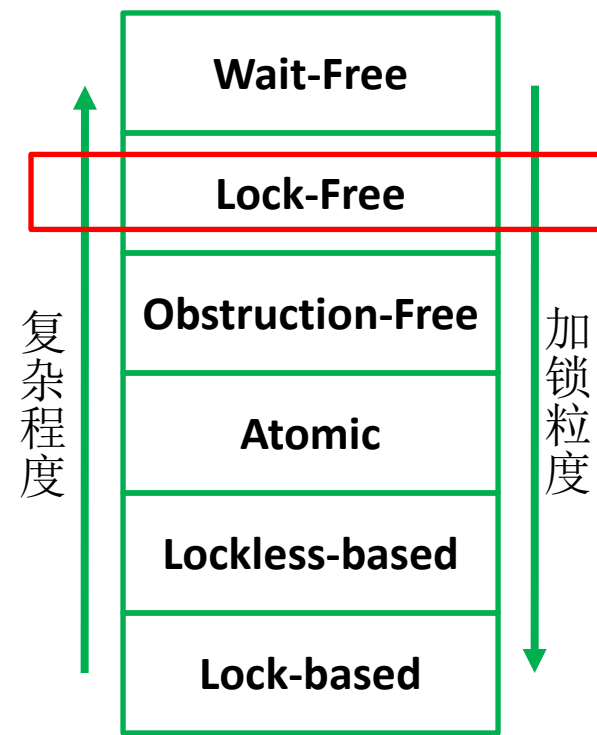 Wait-Free
Lock-Free
Obstruction-Free
Atomic
Lockless-based
Lock-based
复杂程度
加锁粒度